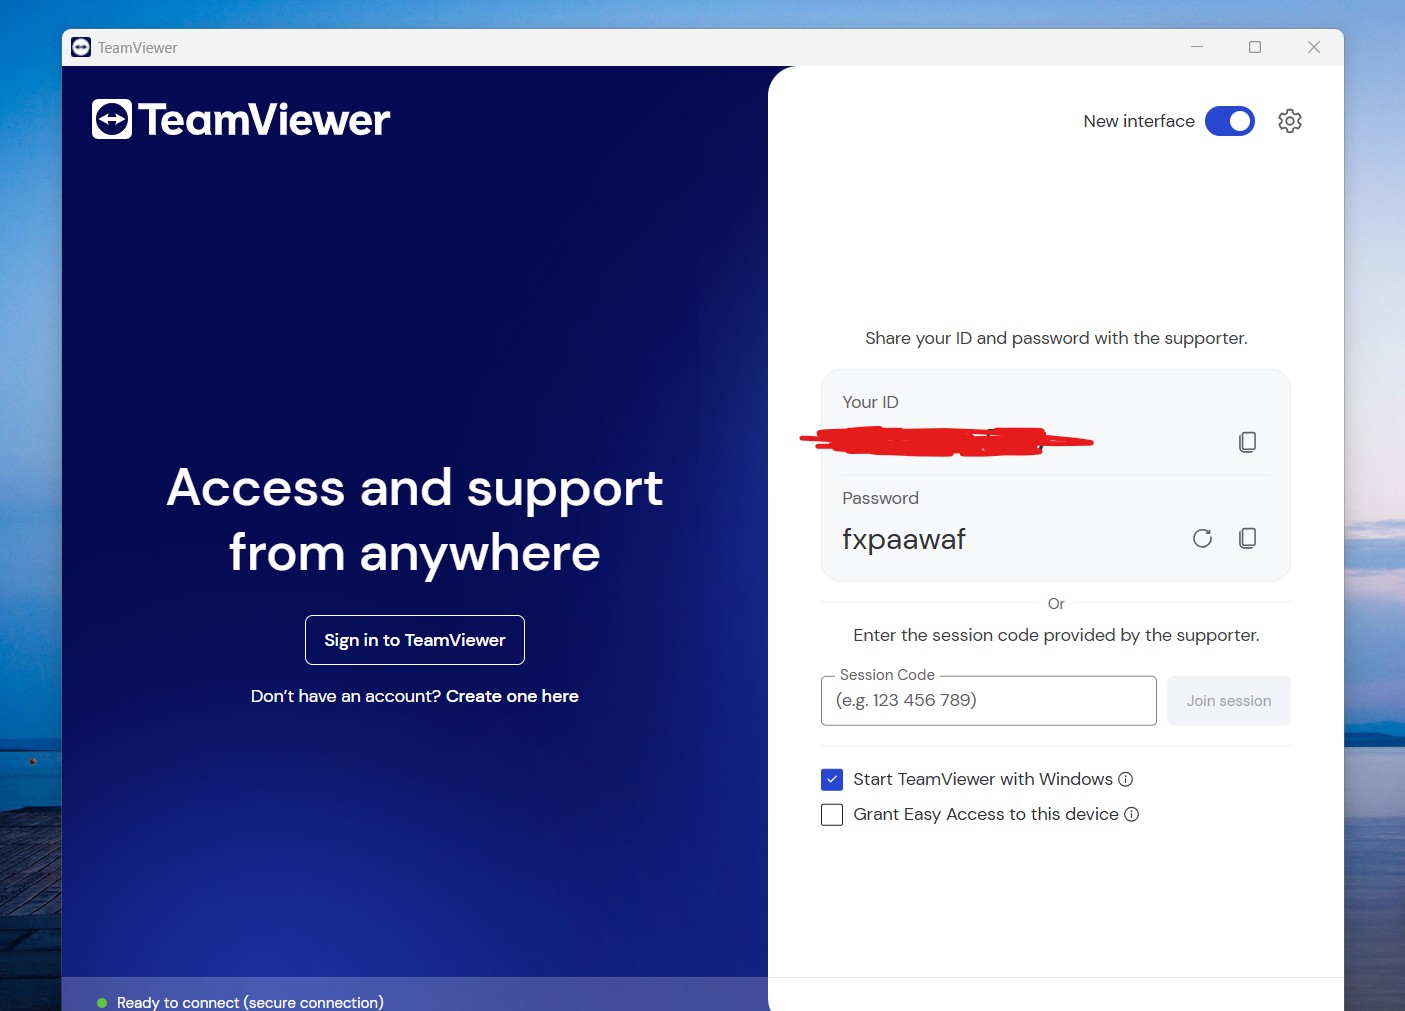 TeamViewer
TeamViewer
New interface
Share your ID and password with the supporter.
Your ID
Password
fxpaawaf
Or
Enter the session code provided by the supporter.
Session Code
(e.g. 123 456 789)
Join session
Start TeamViewer with Windows
Grant Easy Access to this device
Access and support
from anywhere
Sign in to TeamViewer
Don’t have an account? Create one here
Ready to connect (secure connection)